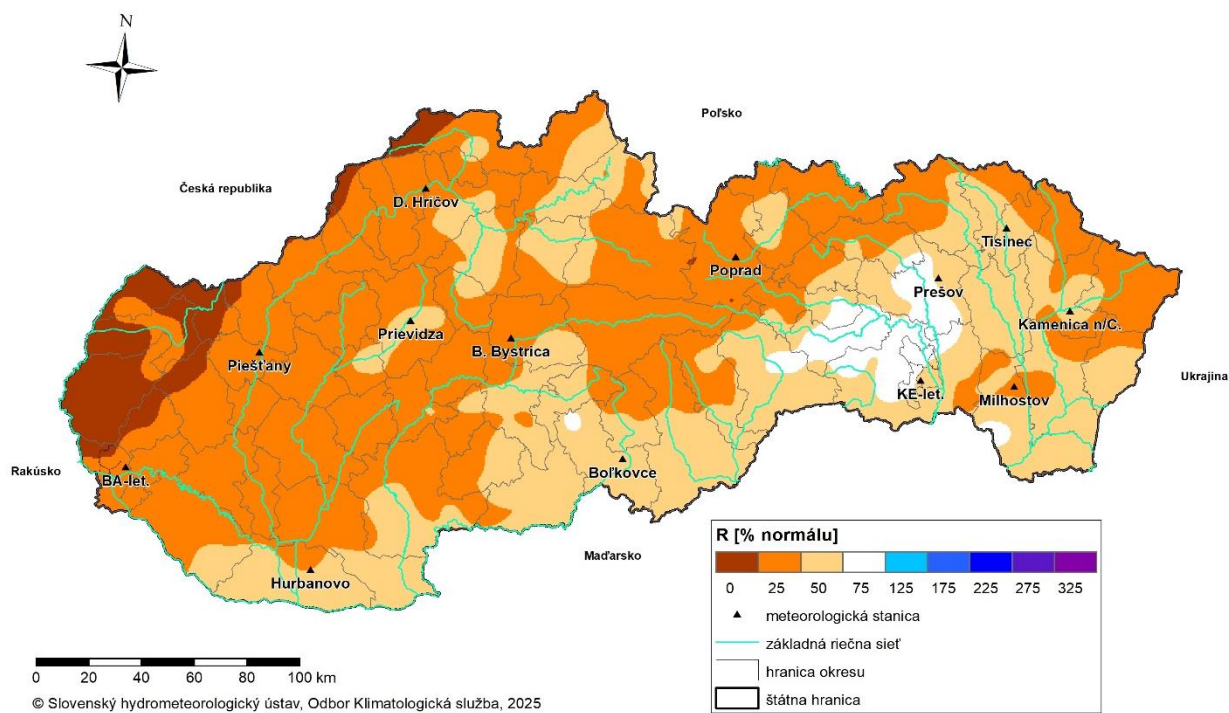 N
Poľsko
Česká republika
D. Hričov
Tisinec
Poprad
Prešov
Kamenica n/C.
Prievidza
B. Bystrica
Piešťany
Ukrajina
KE-let.
Milhostov
Rakúsko
BA-let.
Boľkovce
Maďarsko
Hurbanovo
R [% normálu]
0 25 50 75 125 175 225 275 325
meteorologická stanica
základná riečna sieť
hranica okresu
štátna hranica
0 20 40 60 80 100 km
© Slovenský hydrometeorologický ústav, Odbor Klimatologická služba, 2025